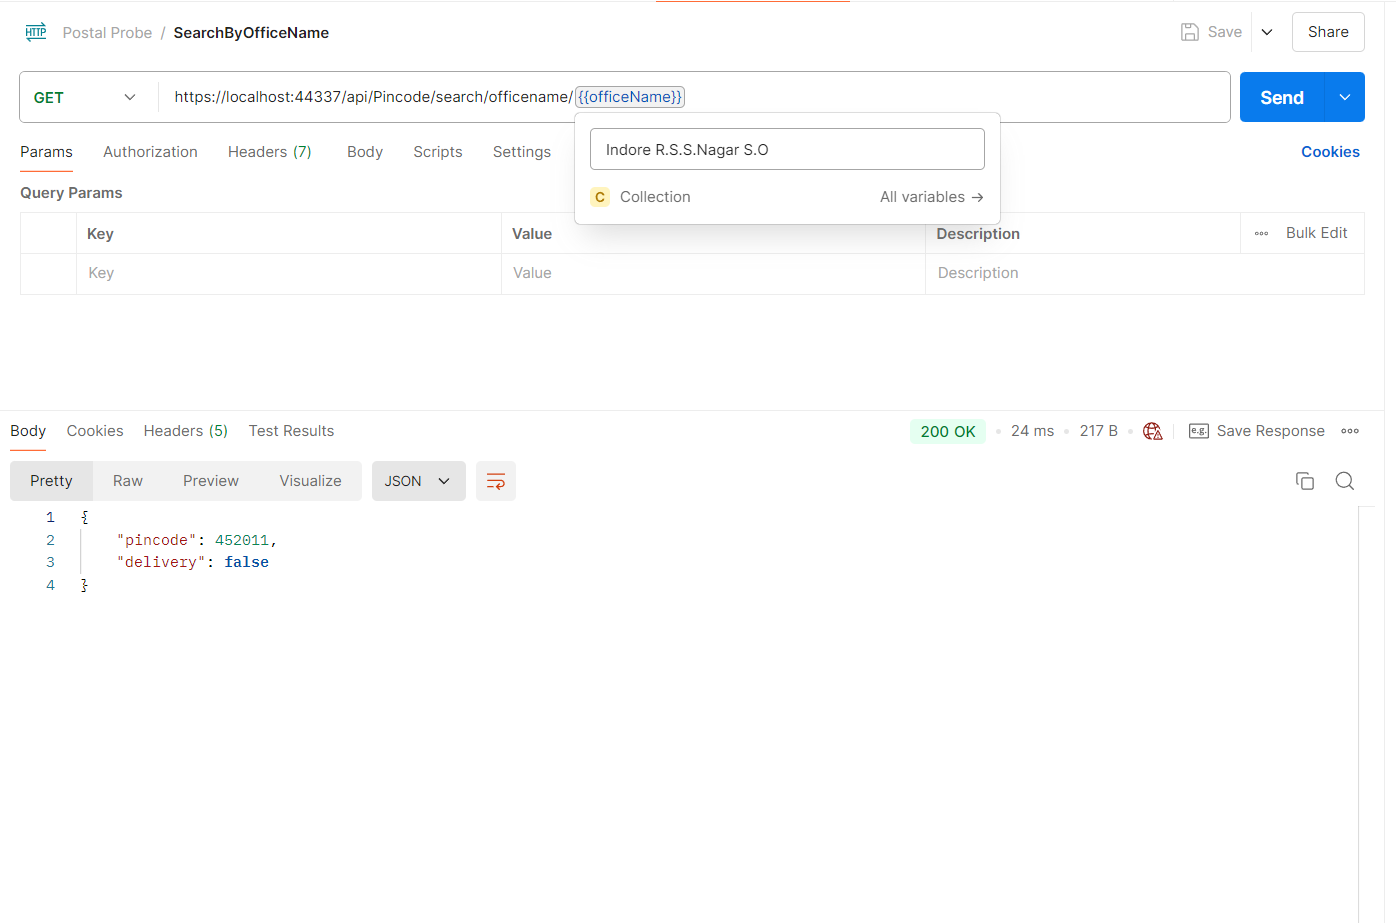 HTTP Postal Probe / SearchByOfficeName Save Share
GET https://localhost:44337/api/Pincode/search/officename/{{officeName}} Send
Indore R.S.S.Nagar S.O
C Collection All variables →
Params Authorization Headers (7) Body Scripts Settings Cookies
Query Params
Key Value Description Bulk Edit
Key Value Description
Body Cookies Headers (5) Test Results 200 OK 24 ms 217 B e.g. Save Response
Pretty Raw Preview Visualize JSON
1 {
2 "pincode": 452011,
3 "delivery": false
4 }